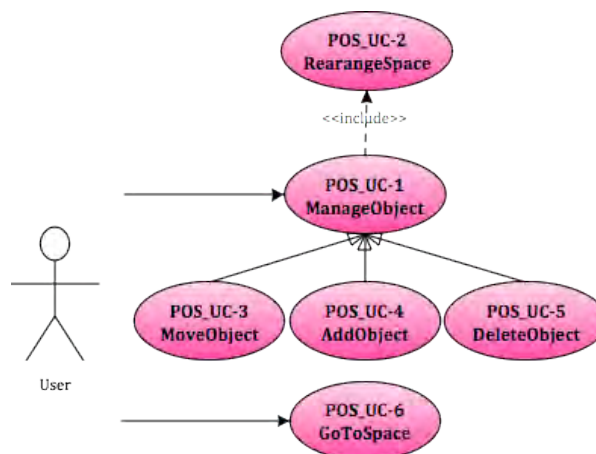 POS_UC-2
RearangeSpace
<<include>>
POS_UC-1
ManageObject
POS_UC-3
MoveObject
POS_UC-4
AddObject
POS_UC-5
DeleteObject
User
POS_UC-6
GoToSpace